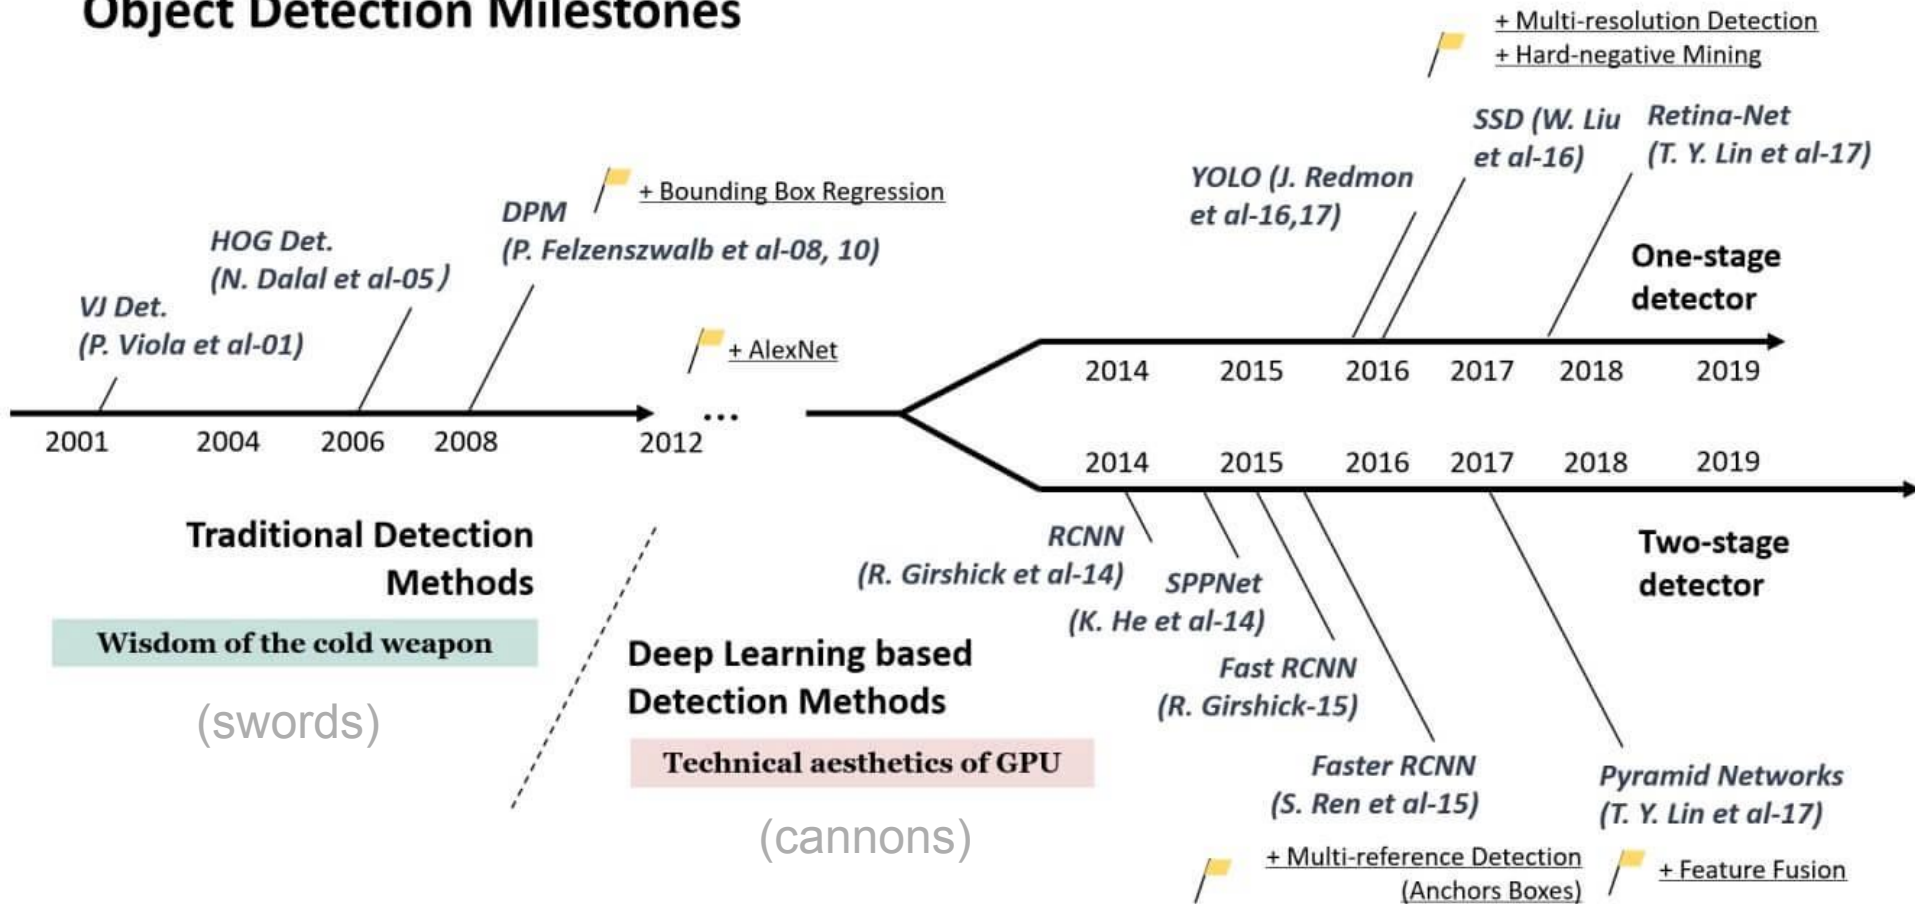 Object Detection Milestones
+ Multi-resolution Detection
+ Hard-negative Mining
SSD (W. Liu
et al-16)
Retina-Net
(T. Y. Lin et al-17)
YOLO (J. Redmon
et al-16,17)
+ Bounding Box Regression
DPM
(P. Felzenszwalb et al-08, 10)
HOG Det.
(N. Dalal et al-05)
VJ Det.
(P. Viola et al-01)
+ AlexNet
One-stage
detector
2014 2015 2016 2017 2018 2019
...
2001 2004 2006 2008 2012
2014 2015 2016 2017 2018 2019
Traditional Detection
Methods
Wisdom of the cold weapon
(swords)
Deep Learning based
Detection Methods
Technical aesthetics of GPU
(cannons)
RCNN
(R. Girshick et al-14)
SPPNet
(K. He et al-14)
Fast RCNN
(R. Girshick-15)
Faster RCNN
(S. Ren et al-15)
+ Multi-reference Detection
(Anchors Boxes)
Two-stage
detector
Pyramid Networks
(T. Y. Lin et al-17)
+ Feature Fusion